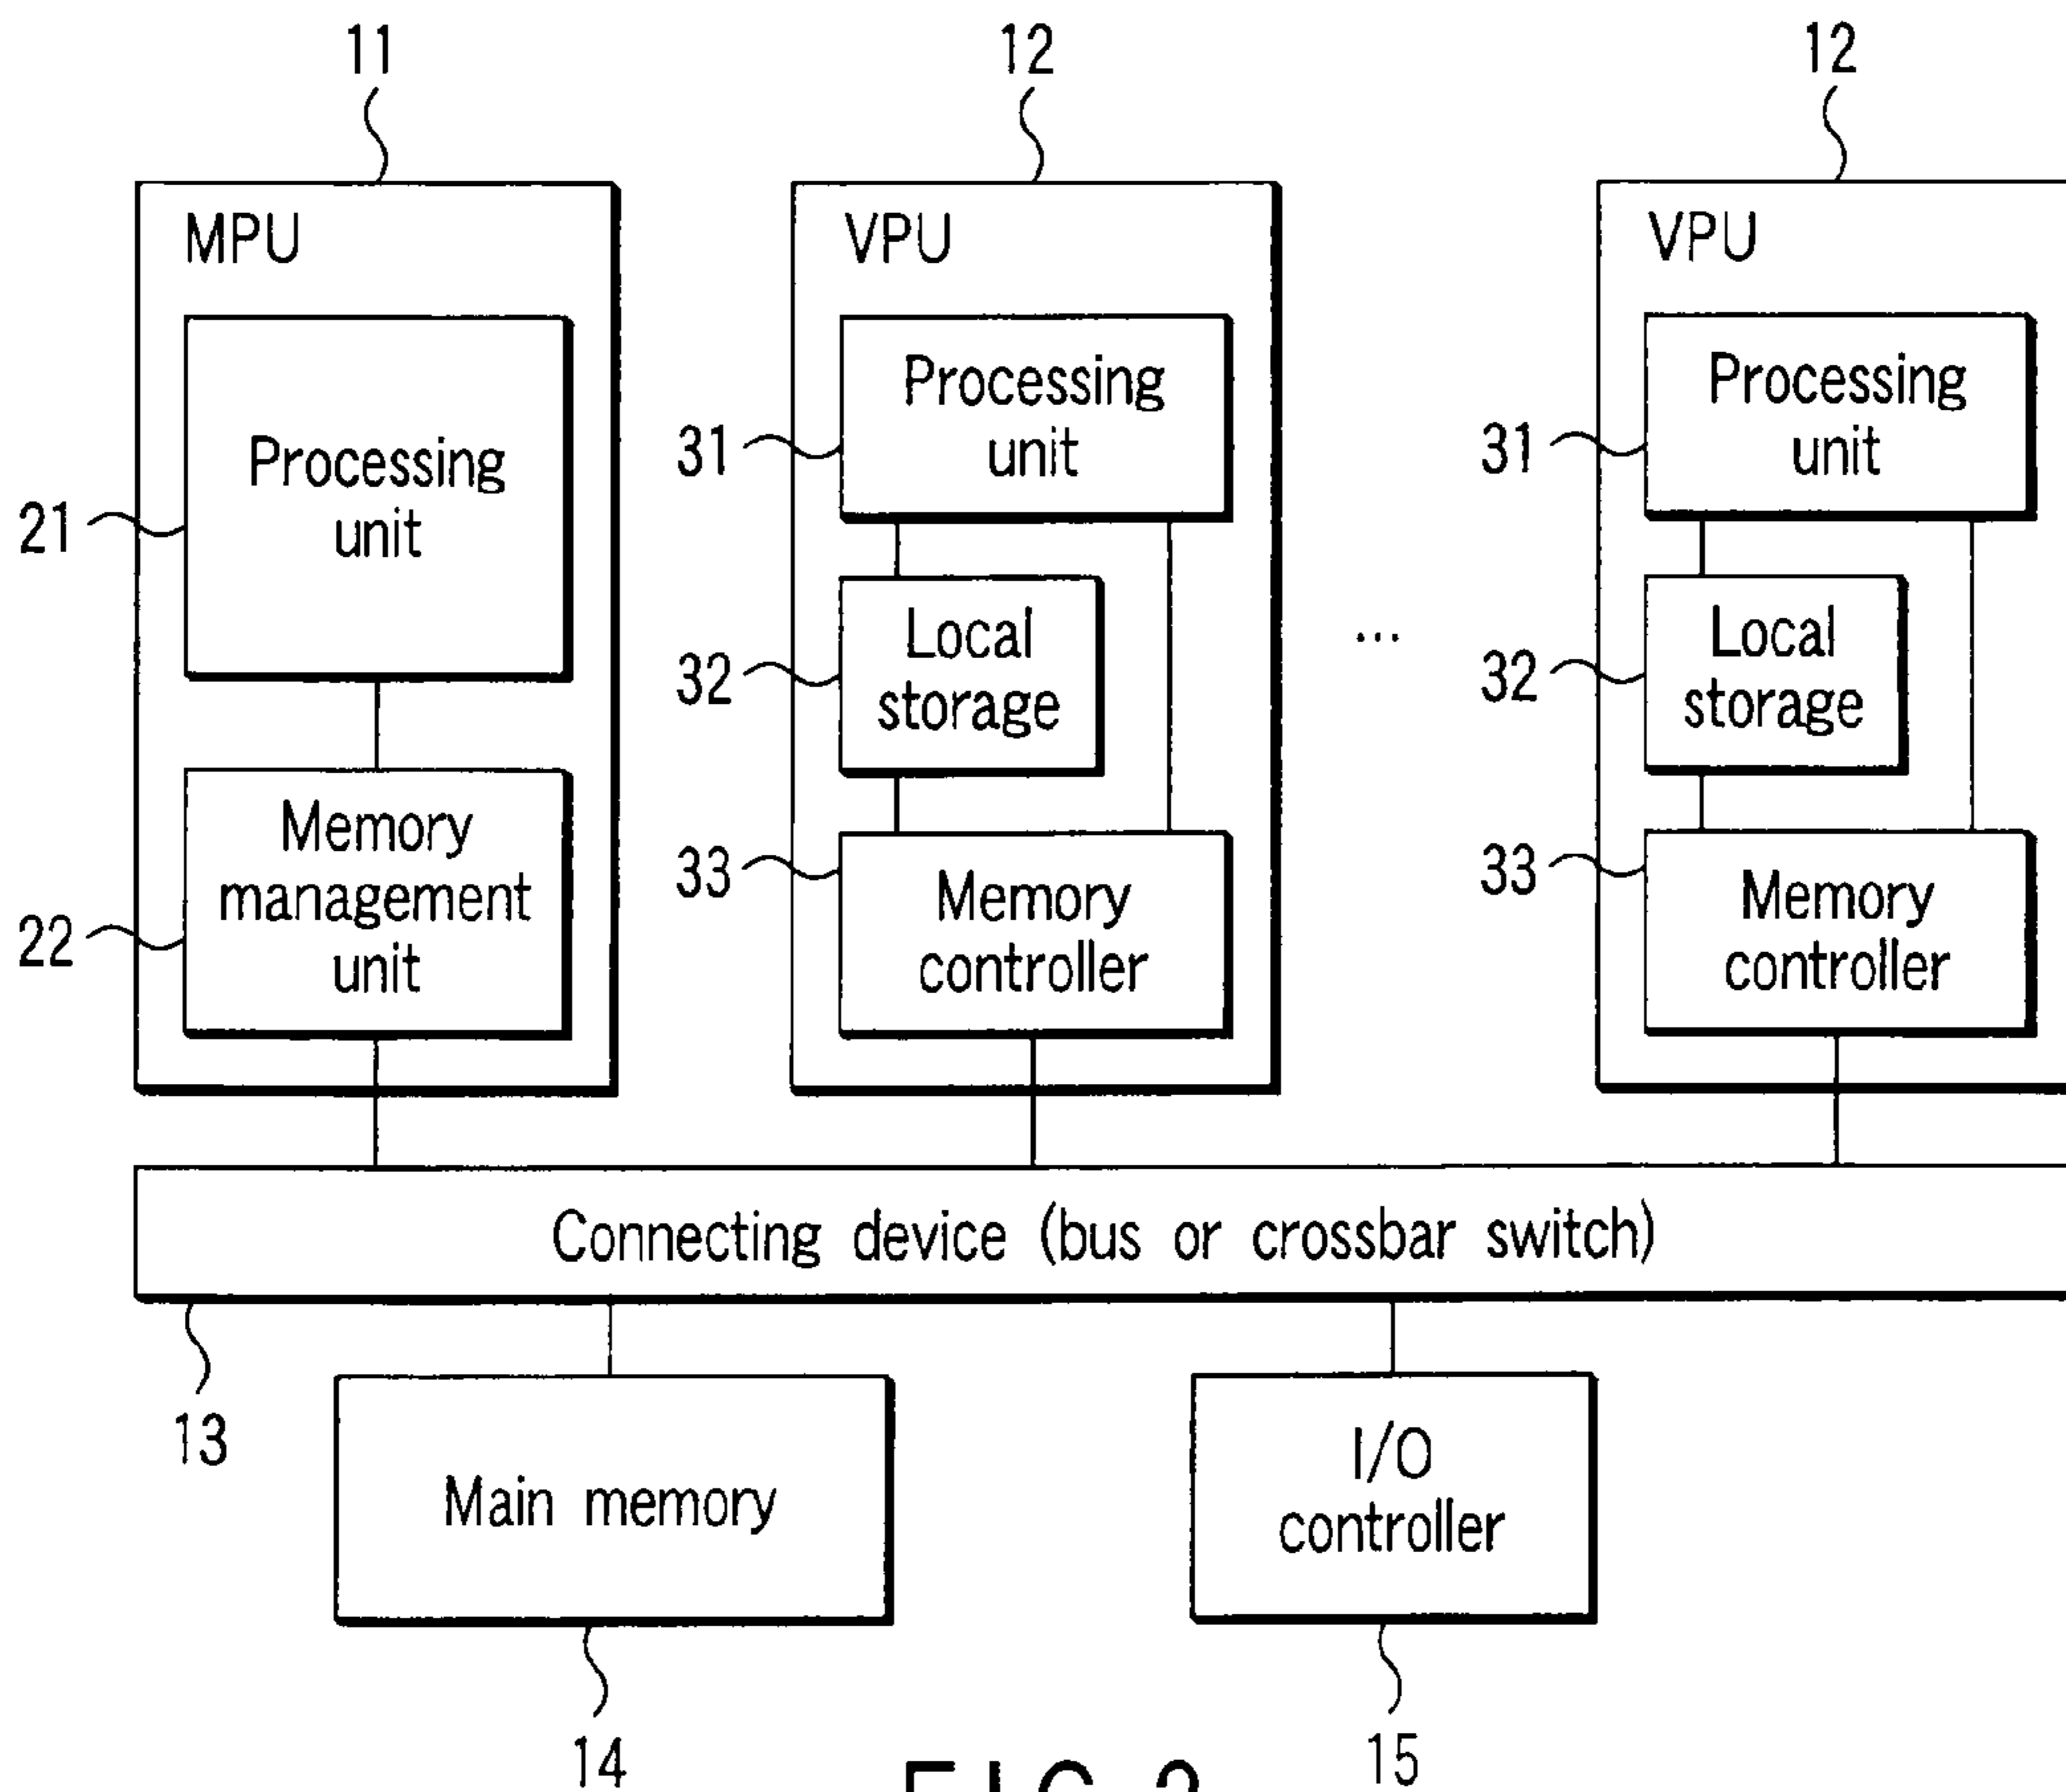 11
12
12
MPU
VPU
VPU
Processing
unit
21
Processing
unit
31
Processing
unit
31
Local
storage
32
...
Local
storage
32
Memory
management
unit
22
Memory
controller
33
Memory
controller
33
Connecting device (bus or crossbar switch)
13
Main memory
14
I/O
controller
15